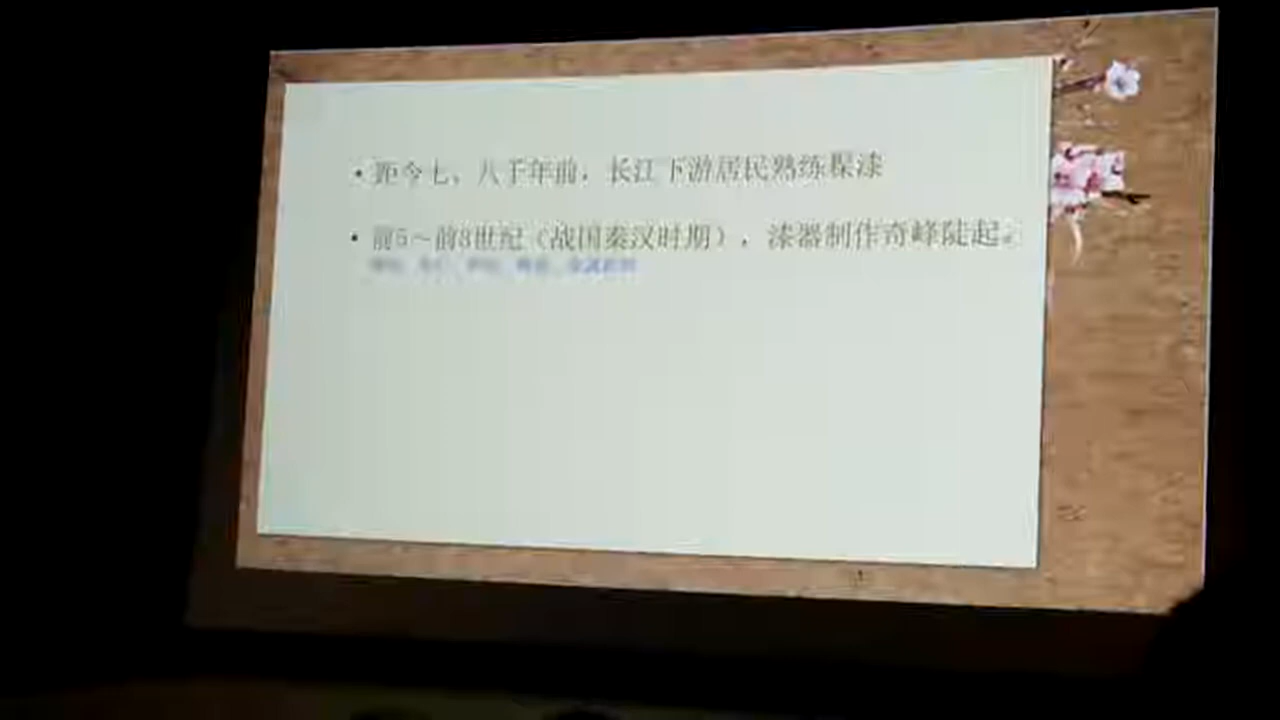 • 距今七、八千年前，长江下游居民熟练髹漆
• 前5～前3世纪（战国秦汉时期），漆器制作奇峰陡起。